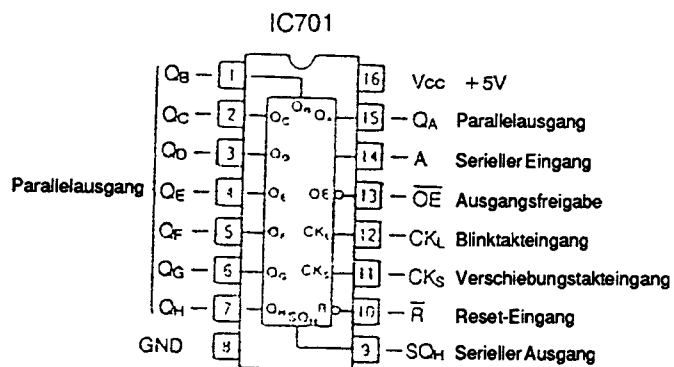 IC701
QB 1 16 Vcc +5V
QC 2 15 QA Parallelausgang
QD 3 14 A Serieller Eingang
Parallelausgang QE 4 13 OE Ausgangsfreigabe
QF 5 12 CKL Blinktakteingang
QG 6 11 CKS Verschiebungstakteingang
QH 7 10 R Reset-Eingang
GND 8 9 SQH Serieller Ausgang